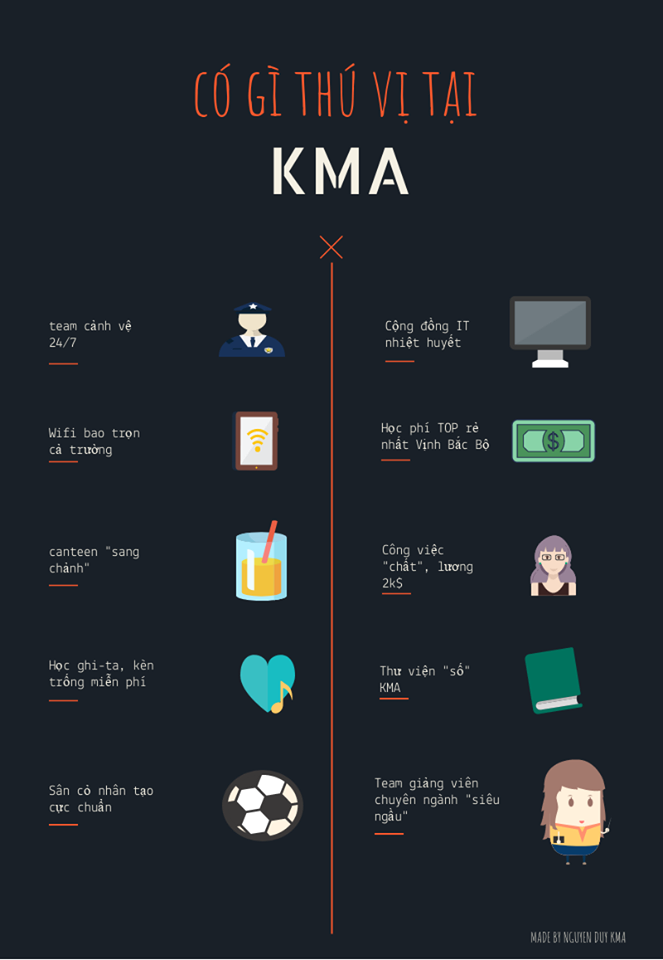 CÓ GÌ THÚ VỊ TẠI
KMA
team cảnh vệ
24/7
Wifi bao trọn
cả trường
canteen "sang
chảnh"
Học ghi-ta, kèn
trống miễn phí
Sân cỏ nhân tạo
cực chuẩn
Cộng đồng IT
nhiệt huyết
Học phí TOP rẻ
nhất Vịnh Bắc Bộ
Công việc
"chất", lương
2k$
Thư viện "số"
KMA
Team giảng viên
chuyên ngành "siêu
ngầu"
MADE BY NGUYEN DUY KMA